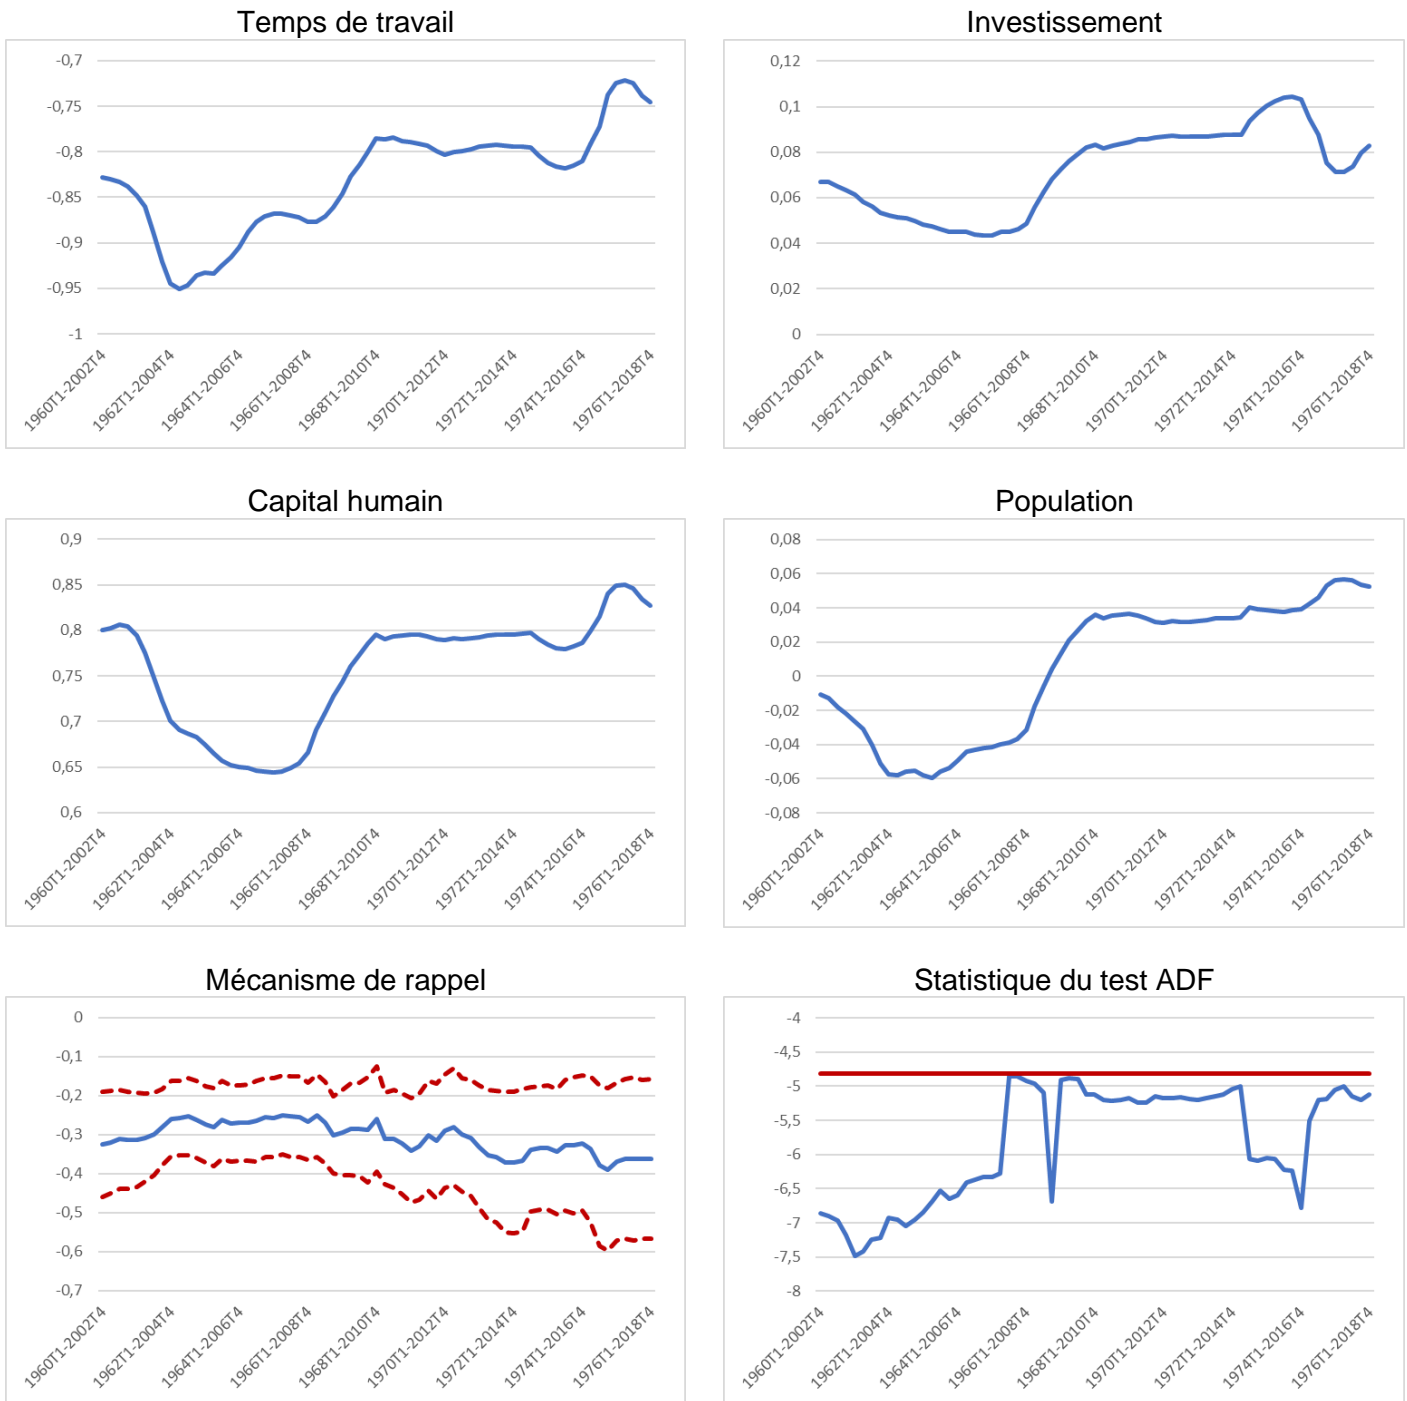 Temps de travail
-0,7
-0,75
-0,8
-0,85
-0,9
-0,95
-1
1960T1-2002T4
1962T1-2004T4
1964T1-2006T4
1966T1-2008T4
1968T1-2010T4
1970T1-2012T4
1972T1-2014T4
1974T1-2016T4
1976T1-2018T4
Investissement
0,12
0,1
0,08
0,06
0,04
0,02
0
1960T1-2002T4
1962T1-2004T4
1964T1-2006T4
1966T1-2008T4
1968T1-2010T4
1970T1-2012T4
1972T1-2014T4
1974T1-2016T4
1976T1-2018T4
Capital humain
0,9
0,85
0,8
0,75
0,7
0,65
0,6
1960T1-2002T4
1962T1-2004T4
1964T1-2006T4
1966T1-2008T4
1968T1-2010T4
1970T1-2012T4
1972T1-2014T4
1974T1-2016T4
1976T1-2018T4
Population
0,08
0,06
0,04
0,02
0
-0,02
-0,04
-0,06
-0,08
1960T1-2002T4
1962T1-2004T4
1964T1-2006T4
1966T1-2008T4
1968T1-2010T4
1970T1-2012T4
1972T1-2014T4
1974T1-2016T4
1976T1-2018T4
Mécanisme de rappel
0
-0,1
-0,2
-0,3
-0,4
-0,5
-0,6
-0,7
1960T1-2002T4
1962T1-2004T4
1964T1-2006T4
1966T1-2008T4
1968T1-2010T4
1970T1-2012T4
1972T1-2014T4
1974T1-2016T4
1976T1-2018T4
Statistique du test ADF
-4
-4,5
-5
-5,5
-6
-6,5
-7
-7,5
-8
1960T1-2002T4
1962T1-2004T4
1964T1-2006T4
1966T1-2008T4
1968T1-2010T4
1970T1-2012T4
1972T1-2014T4
1974T1-2016T4
1976T1-2018T4